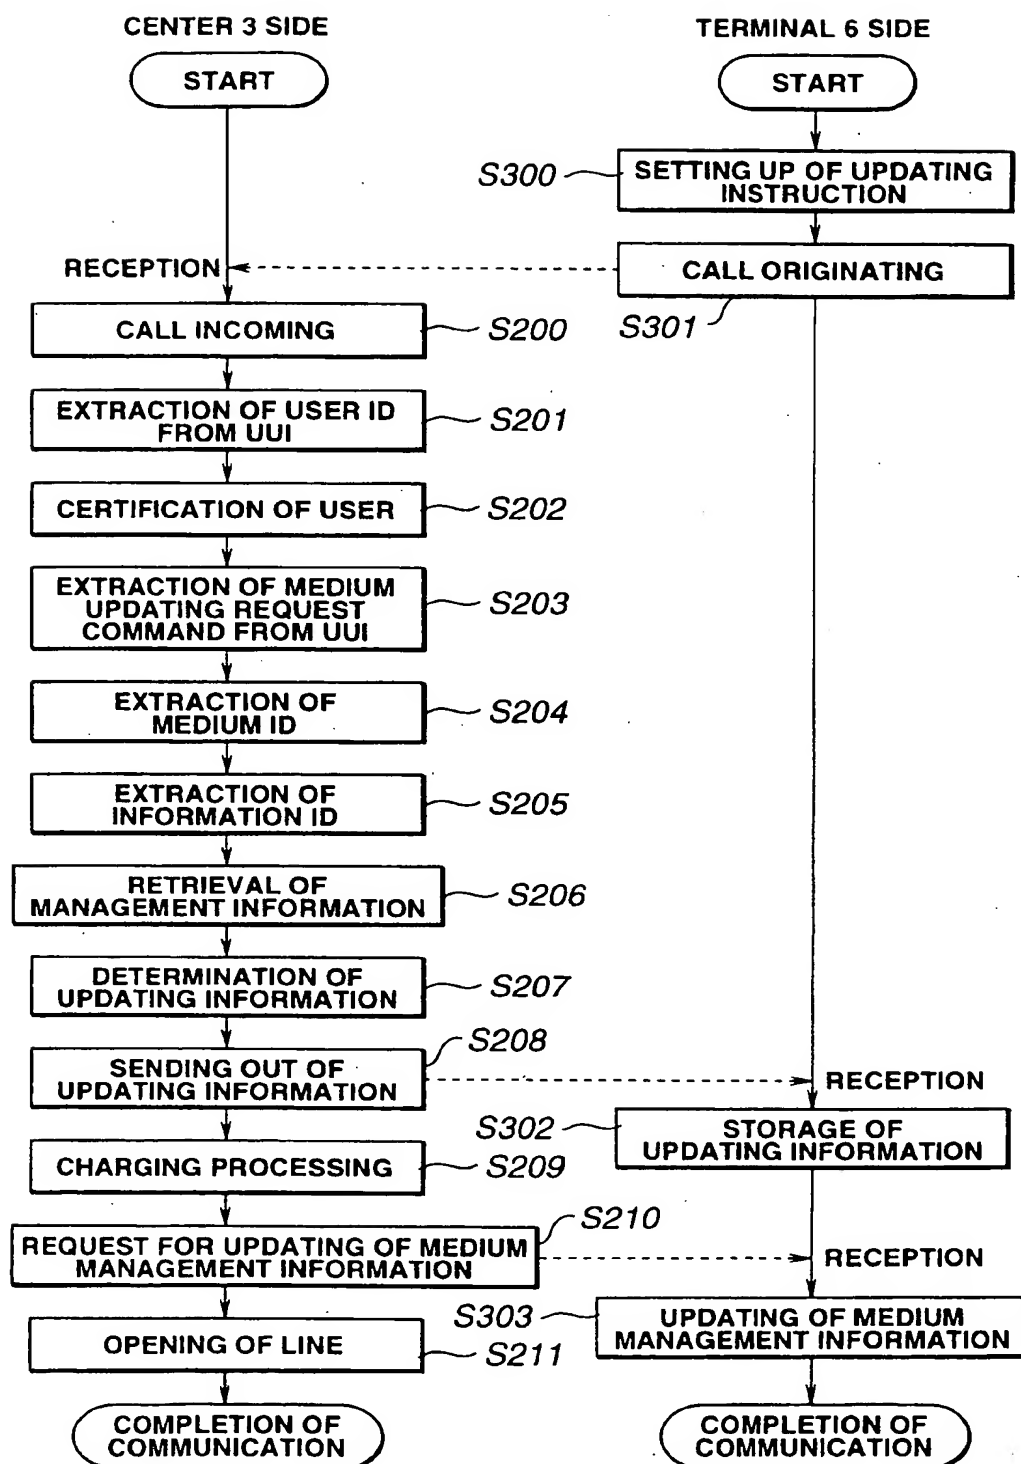 CENTER 3 SIDE
TERMINAL 6 SIDE
START
START
S300
SETTING UP OF UPDATING
INSTRUCTION
RECEPTION
CALL ORIGINATING
S301
CALL INCOMING
S200
EXTRACTION OF USER ID
FROM UUI
S201
CERTIFICATION OF USER
S202
EXTRACTION OF MEDIUM
UPDATING REQUEST
COMMAND FROM UUI
S203
EXTRACTION OF
MEDIUM ID
S204
EXTRACTION OF
INFORMATION ID
S205
RETRIEVAL OF
MANAGEMENT INFORMATION
S206
DETERMINATION OF
UPDATING INFORMATION
S207
SENDING OUT OF
UPDATING INFORMATION
S208
RECEPTION
S302
STORAGE OF
UPDATING INFORMATION
CHARGING PROCESSING
S209
REQUEST FOR UPDATING OF MEDIUM
MANAGEMENT INFORMATION
S210
RECEPTION
S303
UPDATING OF MEDIUM
MANAGEMENT INFORMATION
OPENING OF LINE
S211
COMPLETION OF
COMMUNICATION
COMPLETION OF
COMMUNICATION